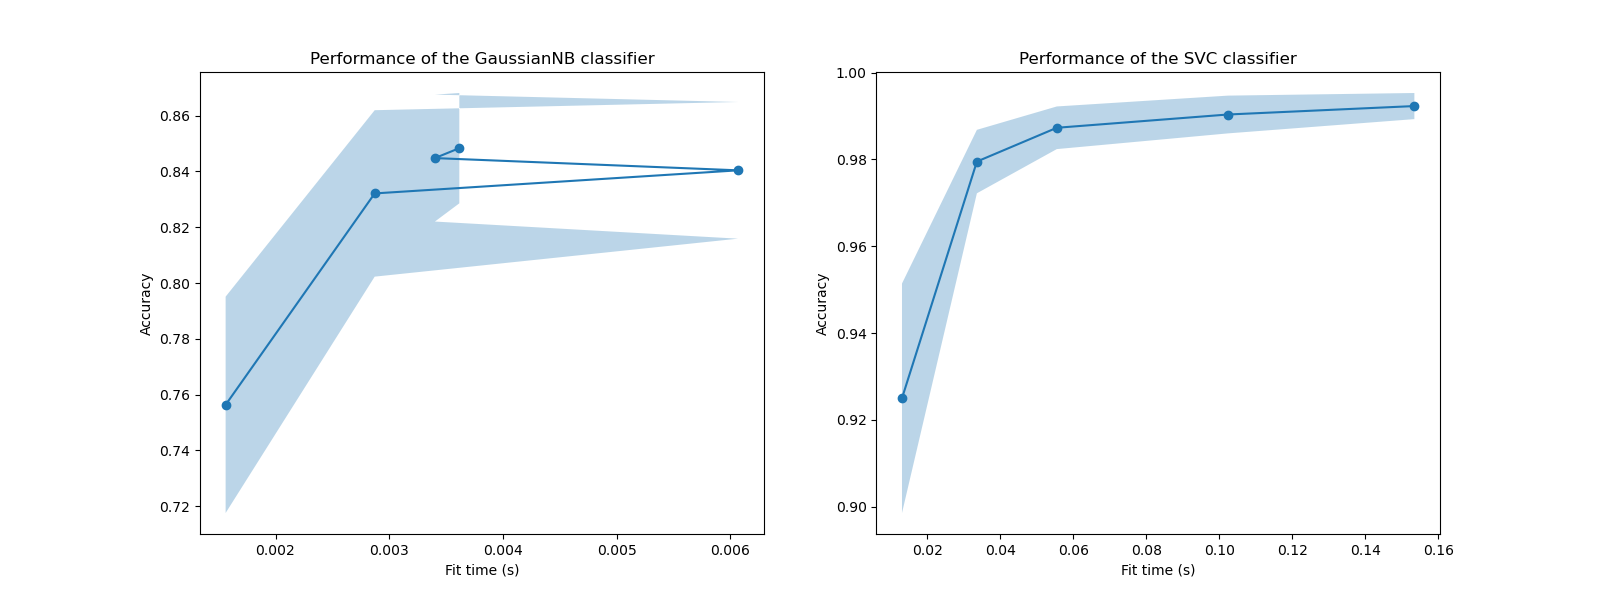 Performance of the GaussianNB classifier
0.86
0.84
0.82
0.80
0.78
0.76
0.74
0.72
Accuracy
0.002 0.003 0.004 0.005 0.006
Fit time (s)
Performance of the SVC classifier
1.00
0.98
0.96
0.94
0.92
0.90
Accuracy
0.02 0.04 0.06 0.08 0.10 0.12 0.14 0.16
Fit time (s)